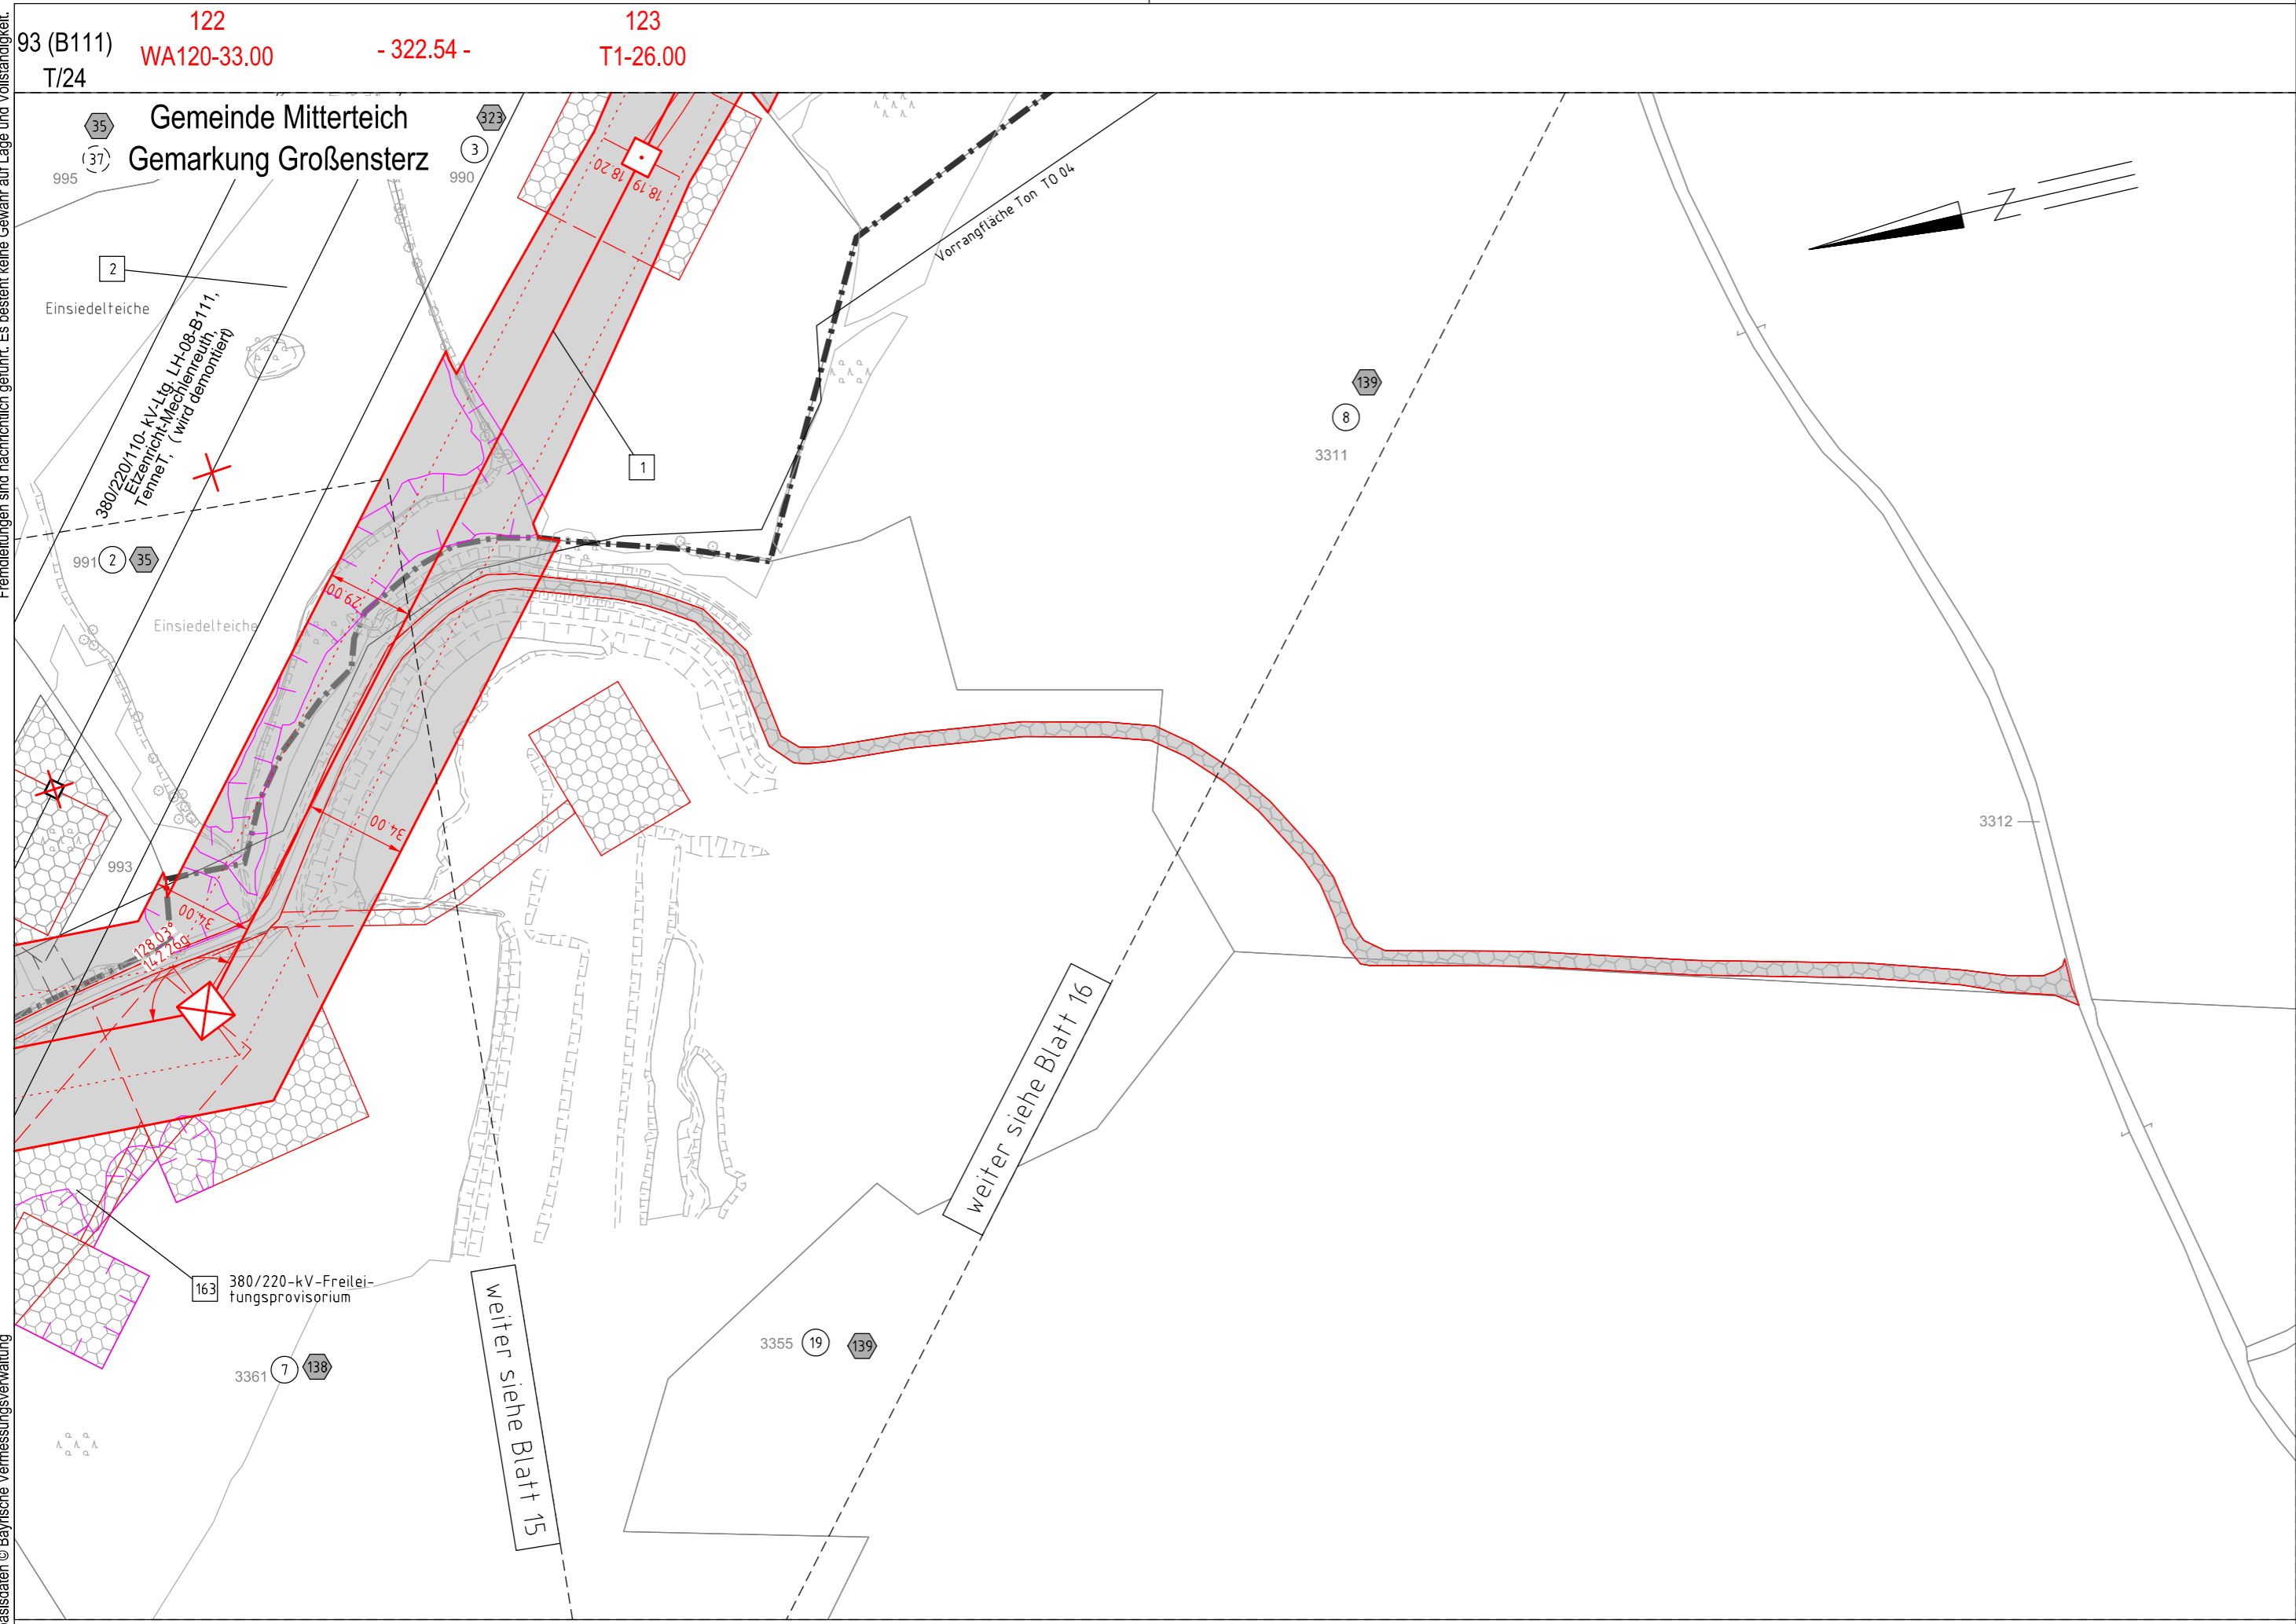 122
123
93 (B111)
WA120-33.00
- 322.54 -
T1-26.00
T/24
35
Gemeinde Mitterteich
323
37
Gemarkung Großensterz
3
995
990
18.20
18.19
Vorrangfläche Ton TO 04
N
2
Einsiedelteiche
380/220/110- kV-Ltg. LH-08-B111,
Etzenricht-Mechlenreuth,
TenneT, ( wird demontiert)
1
139
8
3311
991
2
35
29.00
Einsiedelteiche
34.00
3312
993
34.00
128.03°
142.26g
weiter siehe Blatt 16
163
380/220-kV-Freilei-
tungsprovisorium
weiter siehe Blatt 15
3355
19
139
3361
7
138
Fremdleitungen sind nachrichtlich geführt. Es besteht keine Gewähr auf Lage und Vollständigkeit.
© Bayrische Vermessungsverwaltung